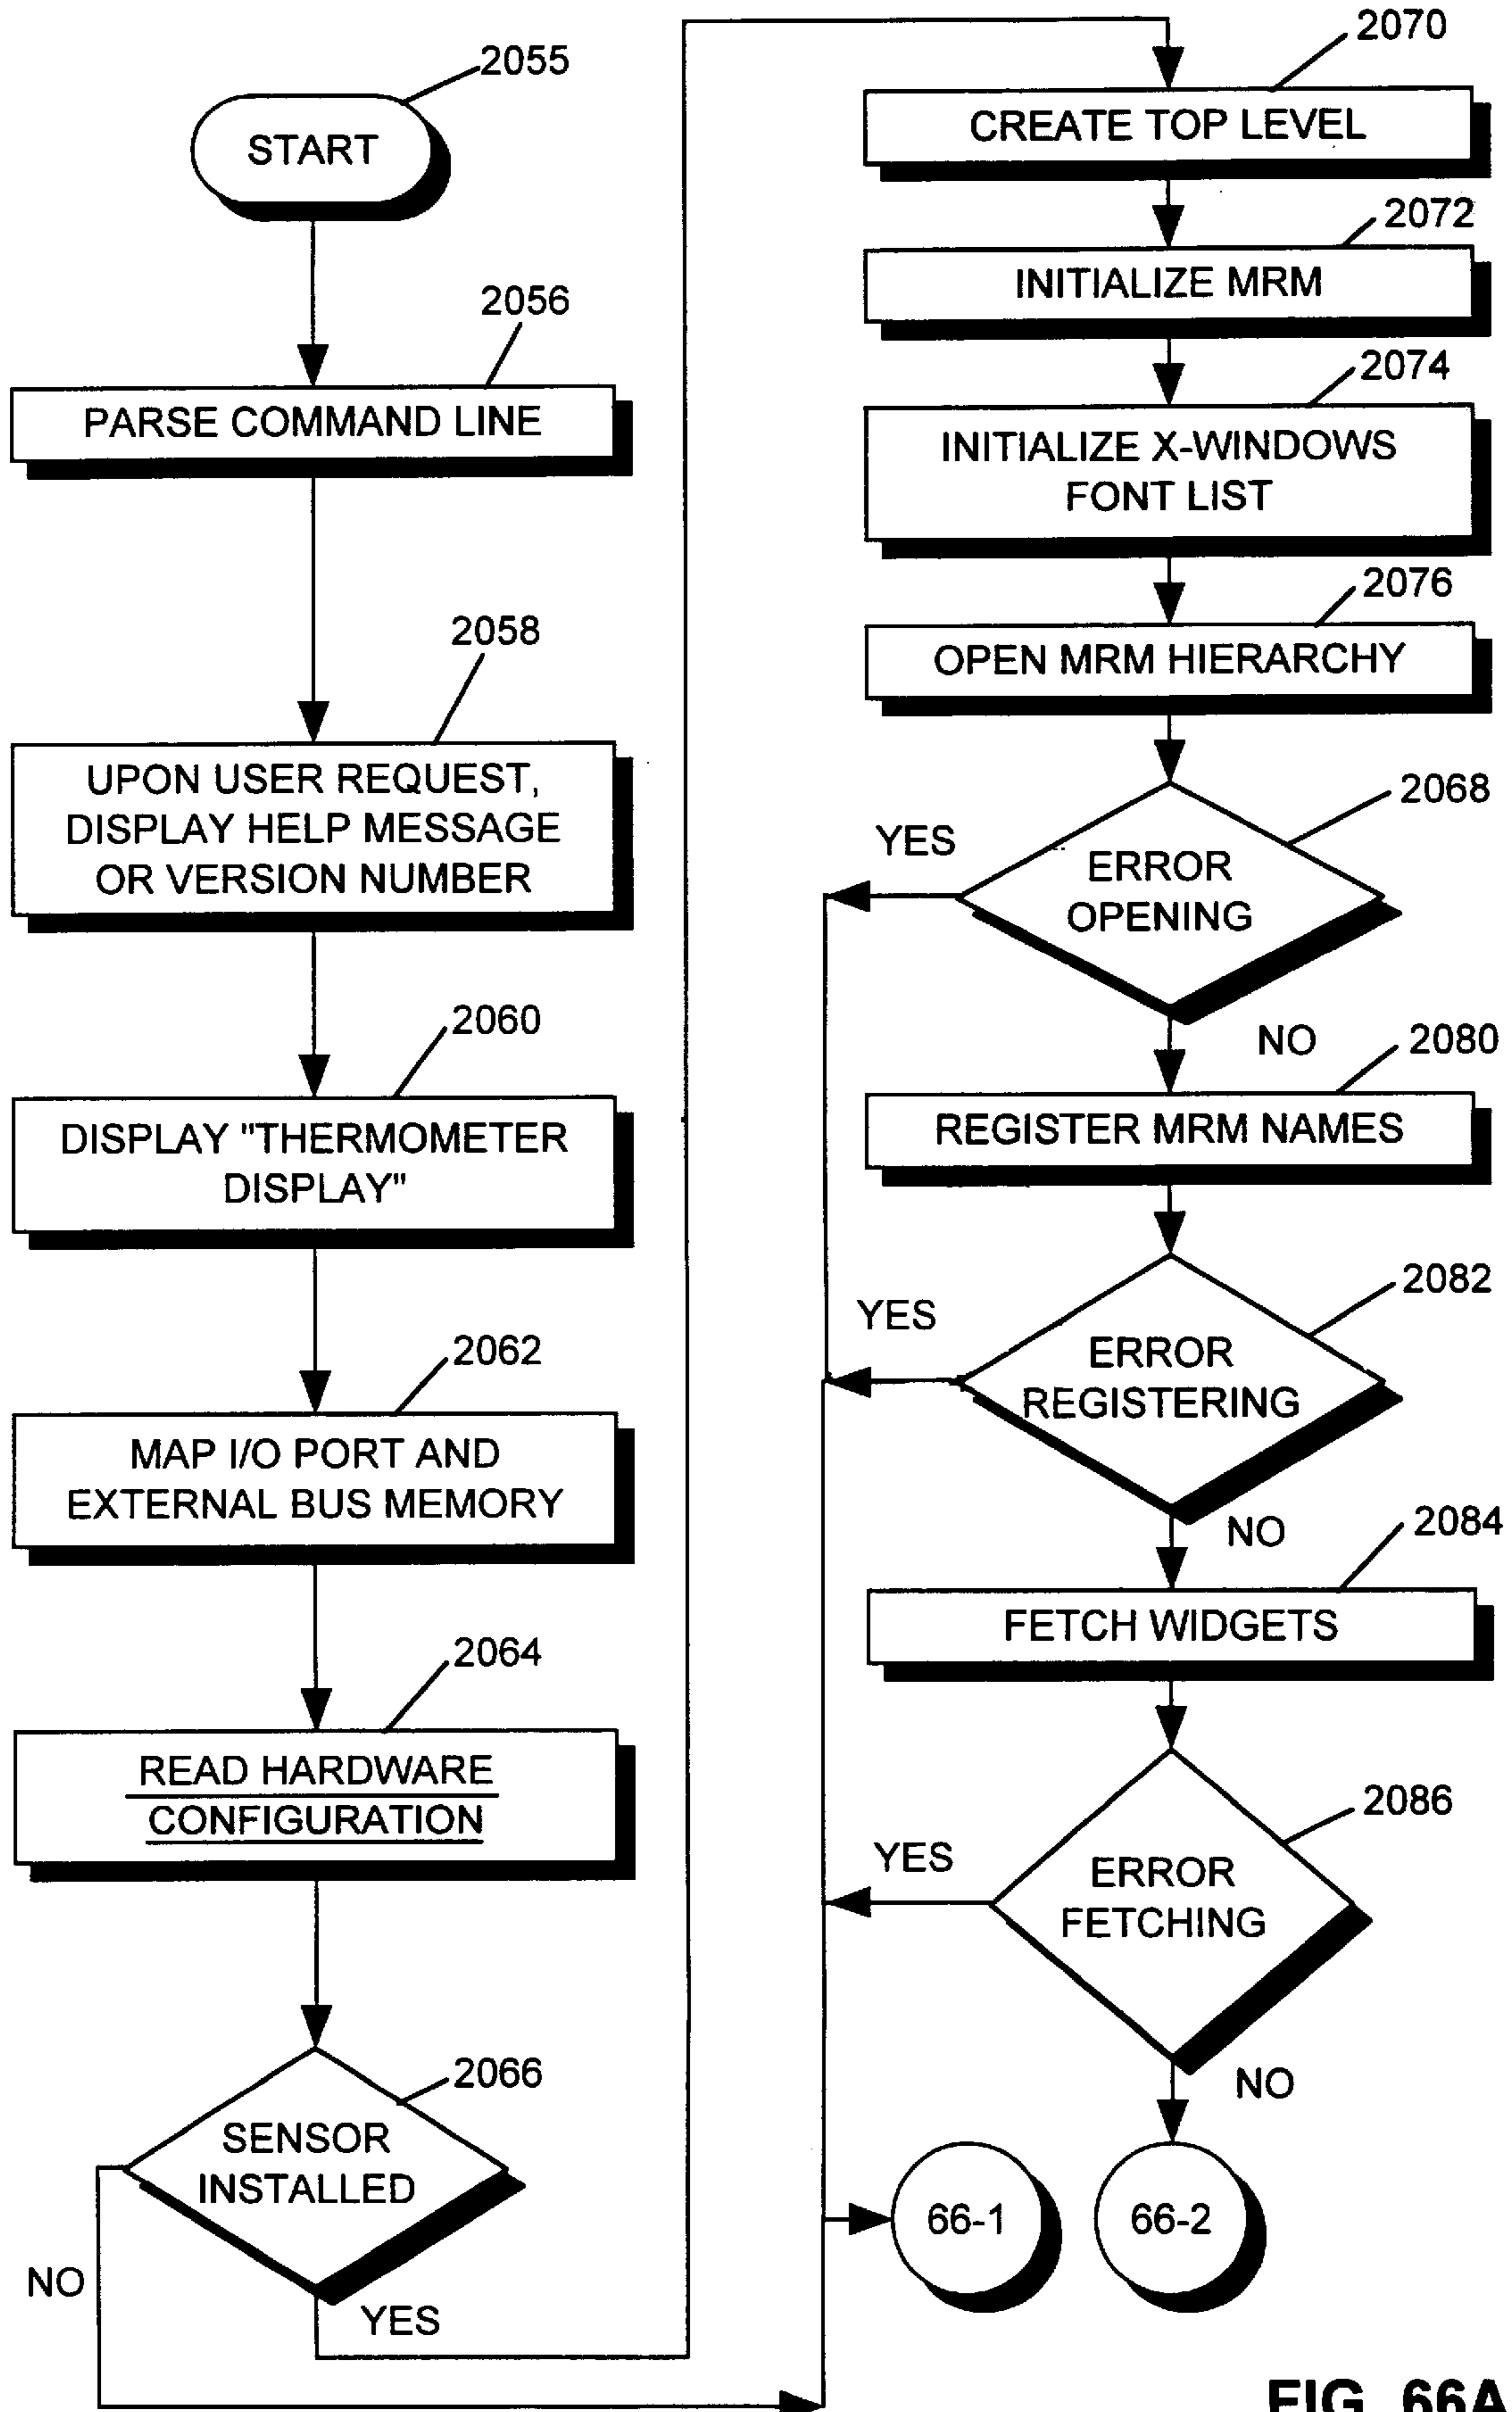 2055
START
2056
PARSE COMMAND LINE
2058
UPON USER REQUEST,
DISPLAY HELP MESSAGE
OR VERSION NUMBER
2060
DISPLAY "THERMOMETER
DISPLAY"
2062
MAP I/O PORT AND
EXTERNAL BUS MEMORY
2064
READ HARDWARE
CONFIGURATION
2066
SENSOR
INSTALLED
NO
YES
2070
CREATE TOP LEVEL
2072
INITIALIZE MRM
2074
INITIALIZE X-WINDOWS
FONT LIST
2076
OPEN MRM HIERARCHY
2068
YES
ERROR
OPENING
NO
2080
REGISTER MRM NAMES
2082
YES
ERROR
REGISTERING
NO
2084
FETCH WIDGETS
2086
YES
ERROR
FETCHING
NO
66-1
66-2
FIG. 66A